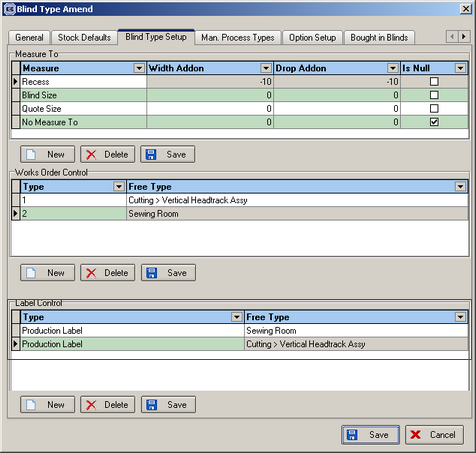 Blind Type Amend
General Stock Defaults Blind Type Setup Man. Process Types Option Setup Bought in Blinds
Measure To
Measure Width Addon Drop Addon Is Null
Recess -10 -10
Blind Size 0 0
Quote Size 0 0
No Measure To 0 0
New Delete Save
Works Order Control
Type Free Type
1 Cutting > Vertical Headtrack Assy
2 Sewing Room
New Delete Save
Label Control
Type Free Type
Production Label Sewing Room
Production Label Cutting > Vertical Headtrack Assy
New Delete Save
Save Cancel